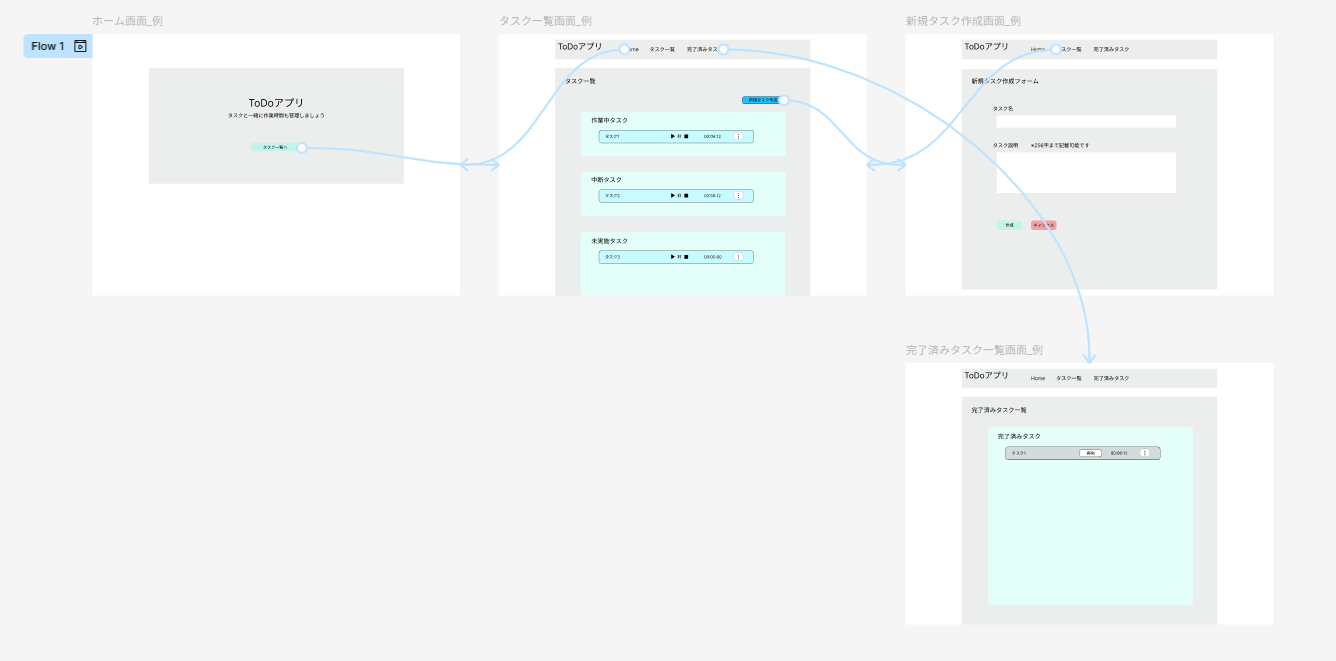 ホーム画面_例
Flow 1
ToDoアプリ
タスクと一緒に作業時間も管理しましょう
タスク一覧へ
タスク一覧画面_例
ToDoアプリ
タスク一覧
完了済みタス
タスク一覧
新規タスク作成
作業中タスク
タスク1
00:06:12
中断タスク
タスク2
未実施タスク
タスク3
00:00:00
新規タスク作成画面_例
ToDoアプリ
Home
スク一覧
完了済みタスク
新規タスク作成フォーム
タスク名
タスク説明 ※256字まで記載可能です
作成
キャンセル
完了済みタスク一覧画面_例
ToDoアプリ
Home
タスク一覧
完了済みタスク
完了済みタスク一覧
完了済みタスク
タスク1
再開